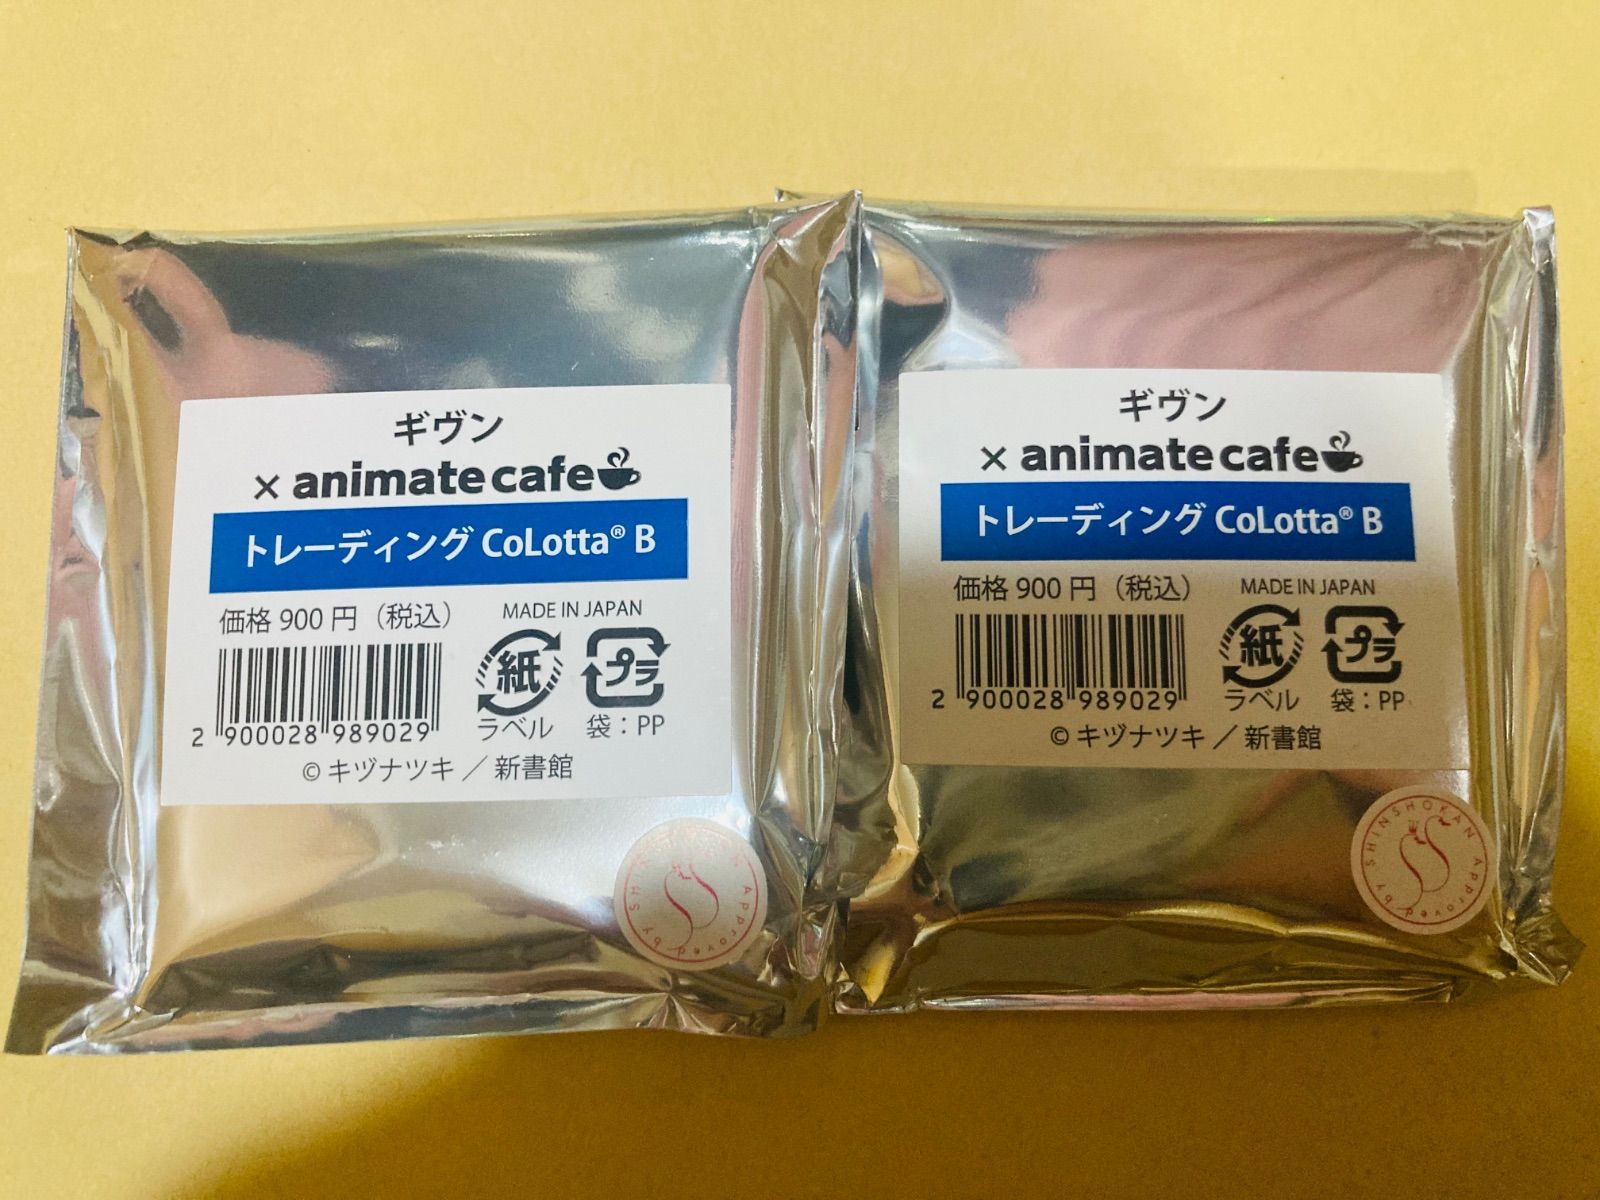 ギヴン
× animate cafe
トレーディング CoLotta® B
価格 900 円（税込）
MADE IN JAPAN
紙
プラ
ラベル
袋：PP
2 900028 989029
© キヅナツキ ／ 新書館
SHINSHOKAN Approved by
ギヴン
× animate cafe
トレーディング CoLotta® B
価格 900 円（税込）
MADE IN JAPAN
紙
プラ
ラベル
袋：PP
2 900028 989029
© キヅナツキ ／ 新書館
Approved by SHINSHOKAN